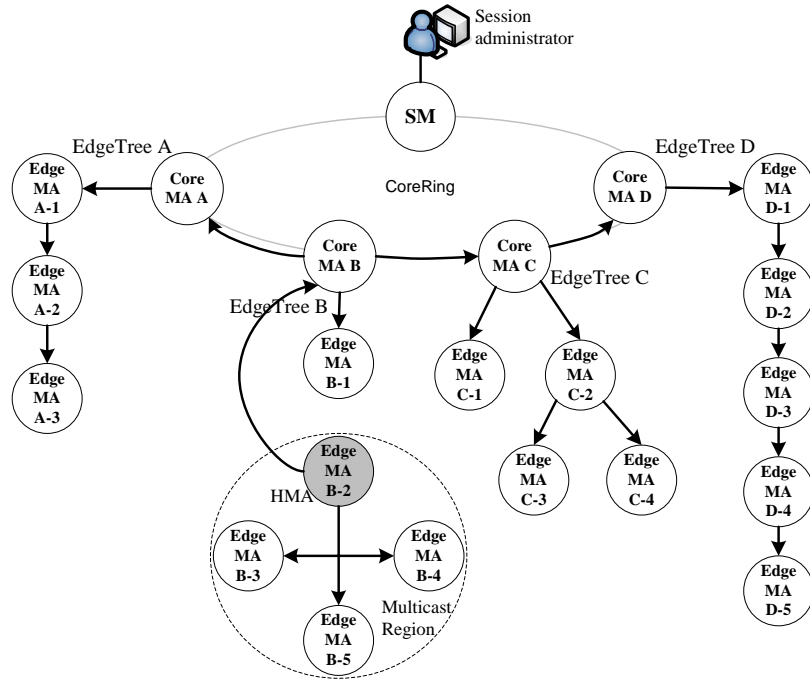 Session
administrator
SM
EdgeTree A
EdgeTree D
Edge
MA
A-1
Core
MA A
CoreRing
Core
MA D
Edge
MA
D-1
Core
MA B
Core
MA C
EdgeTree C
EdgeTree B
Edge
MA
A-2
Edge
MA
D-2
Edge
MA
B-1
Edge
MA
C-1
Edge
MA
C-2
Edge
MA
A-3
Edge
MA
D-3
Edge
MA
B-2
HMA
Edge
MA
C-3
Edge
MA
C-4
Edge
MA
D-4
Edge
MA
B-3
Edge
MA
B-4
Edge
MA
B-5
Multicast
Region
Edge
MA
D-5